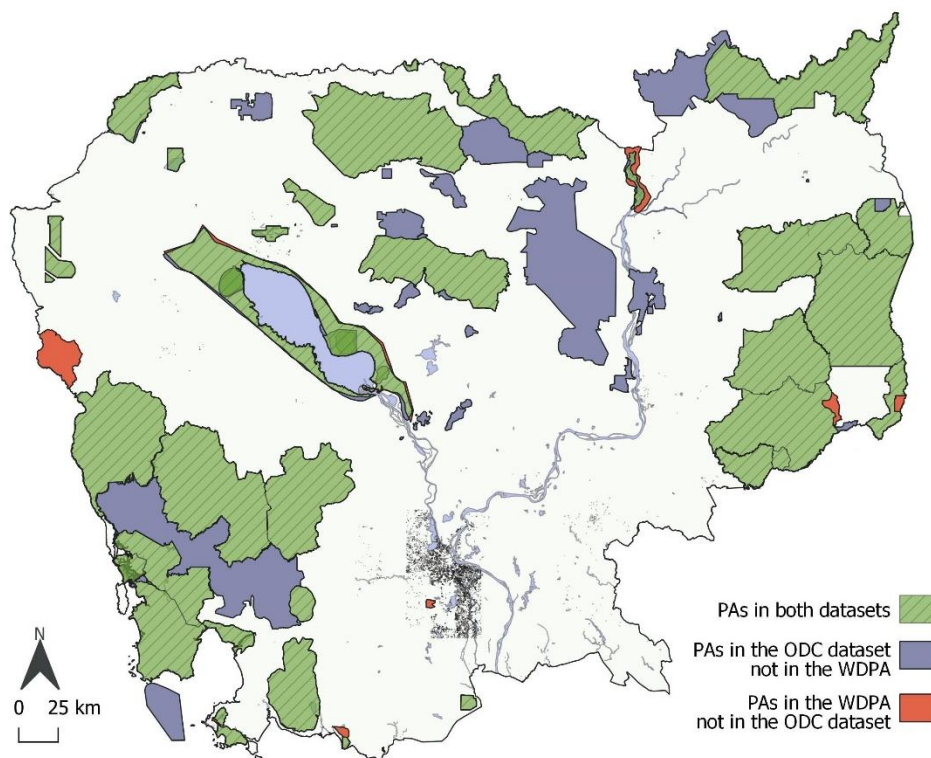 PAs in both datasets
PAs in the ODC dataset
not in the WDPA
PAs in the WDPA
not in the ODC dataset
N
0 25 km